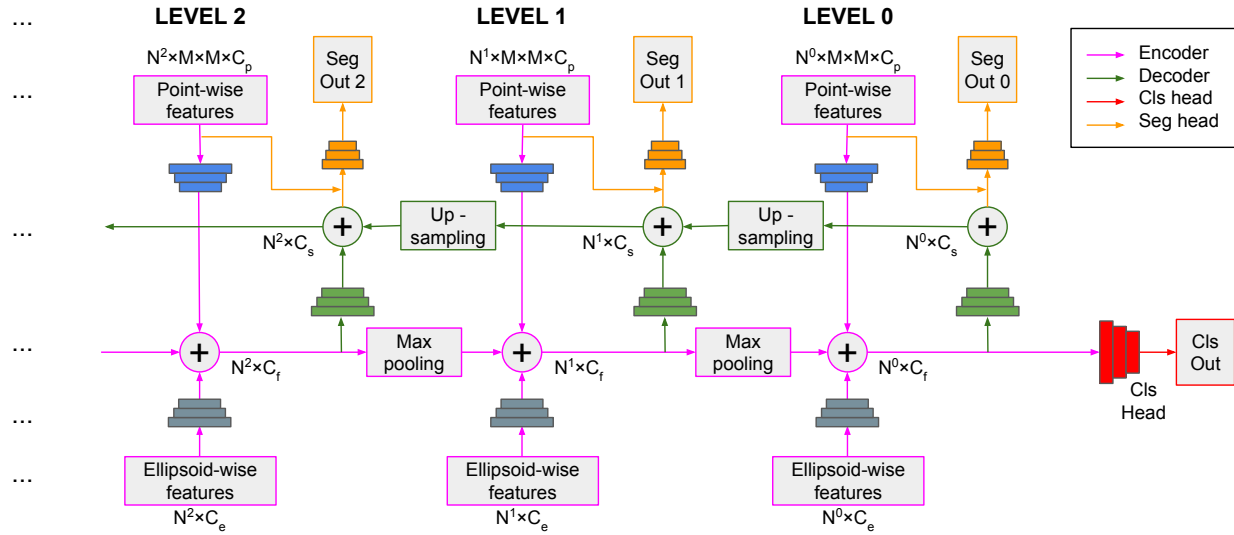 ...
LEVEL 2
LEVEL 1
LEVEL 0
N²×M×M×Cₚ
Seg
Out 2
N¹×M×M×Cₚ
Seg
Out 1
N⁰×M×M×Cₚ
Seg
Out 0
Encoder
Decoder
Cls head
Seg head
...
Point-wise
features
Point-wise
features
Point-wise
features
...
+
Up -
sampling
+
Up -
sampling
+
N²×Cₛ
N¹×Cₛ
N⁰×Cₛ
...
+
Max
pooling
+
Max
pooling
+
Cls
Out
N²×C_f
N¹×C_f
N⁰×C_f
Cls
Head
...
...
Ellipsoid-wise
features
Ellipsoid-wise
features
Ellipsoid-wise
features
N²×Cₑ
N¹×Cₑ
N⁰×Cₑ